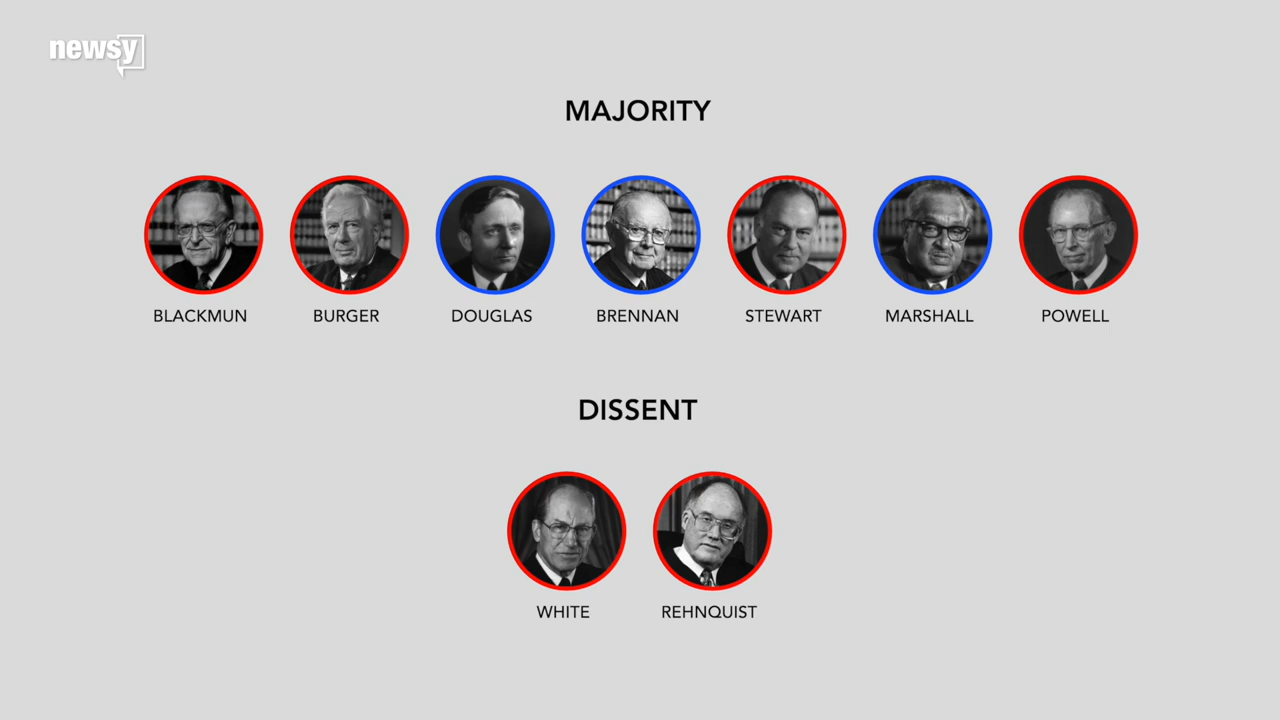 newsy
MAJORITY
BLACKMUN BURGER DOUGLAS BRENNAN STEWART MARSHALL POWELL
DISSENT
WHITE REHNQUIST